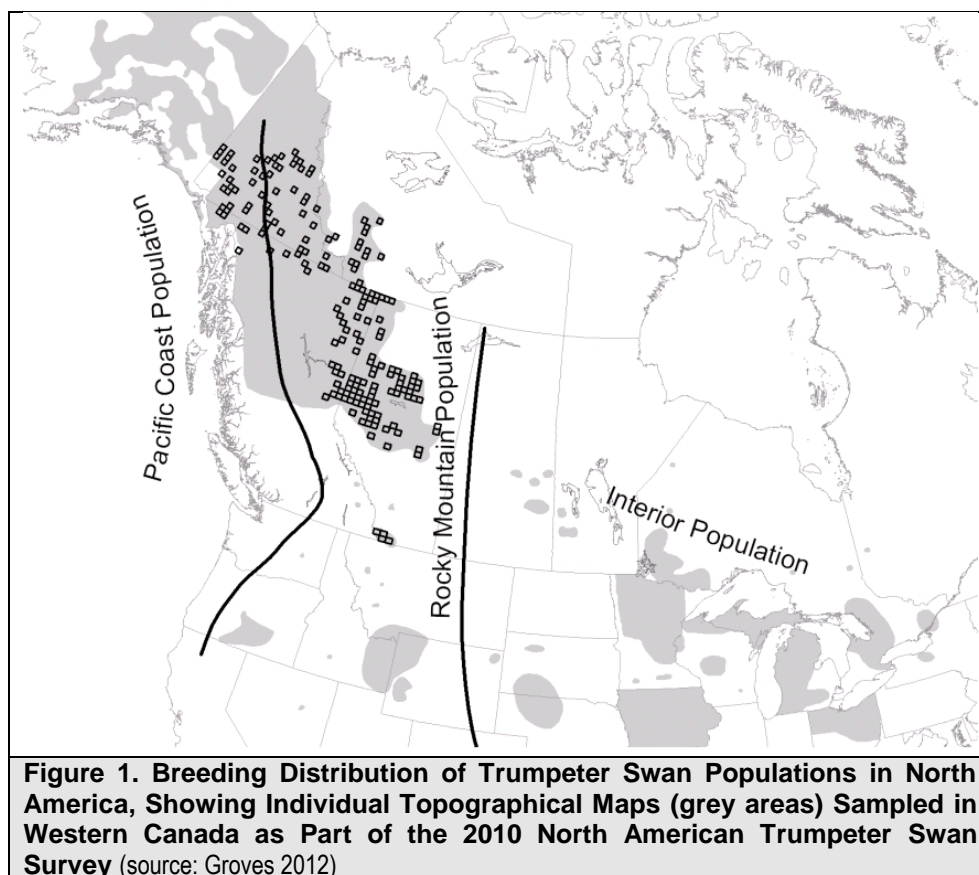 Pacific Coast Population
Rocky Mountain Population
Interior Population
Figure 1. Breeding Distribution of Trumpeter Swan Populations in North
America, Showing Individual Topographical Maps (grey areas) Sampled in
Western Canada as Part of the 2010 North American Trumpeter Swan
Survey (source: Groves 2012)